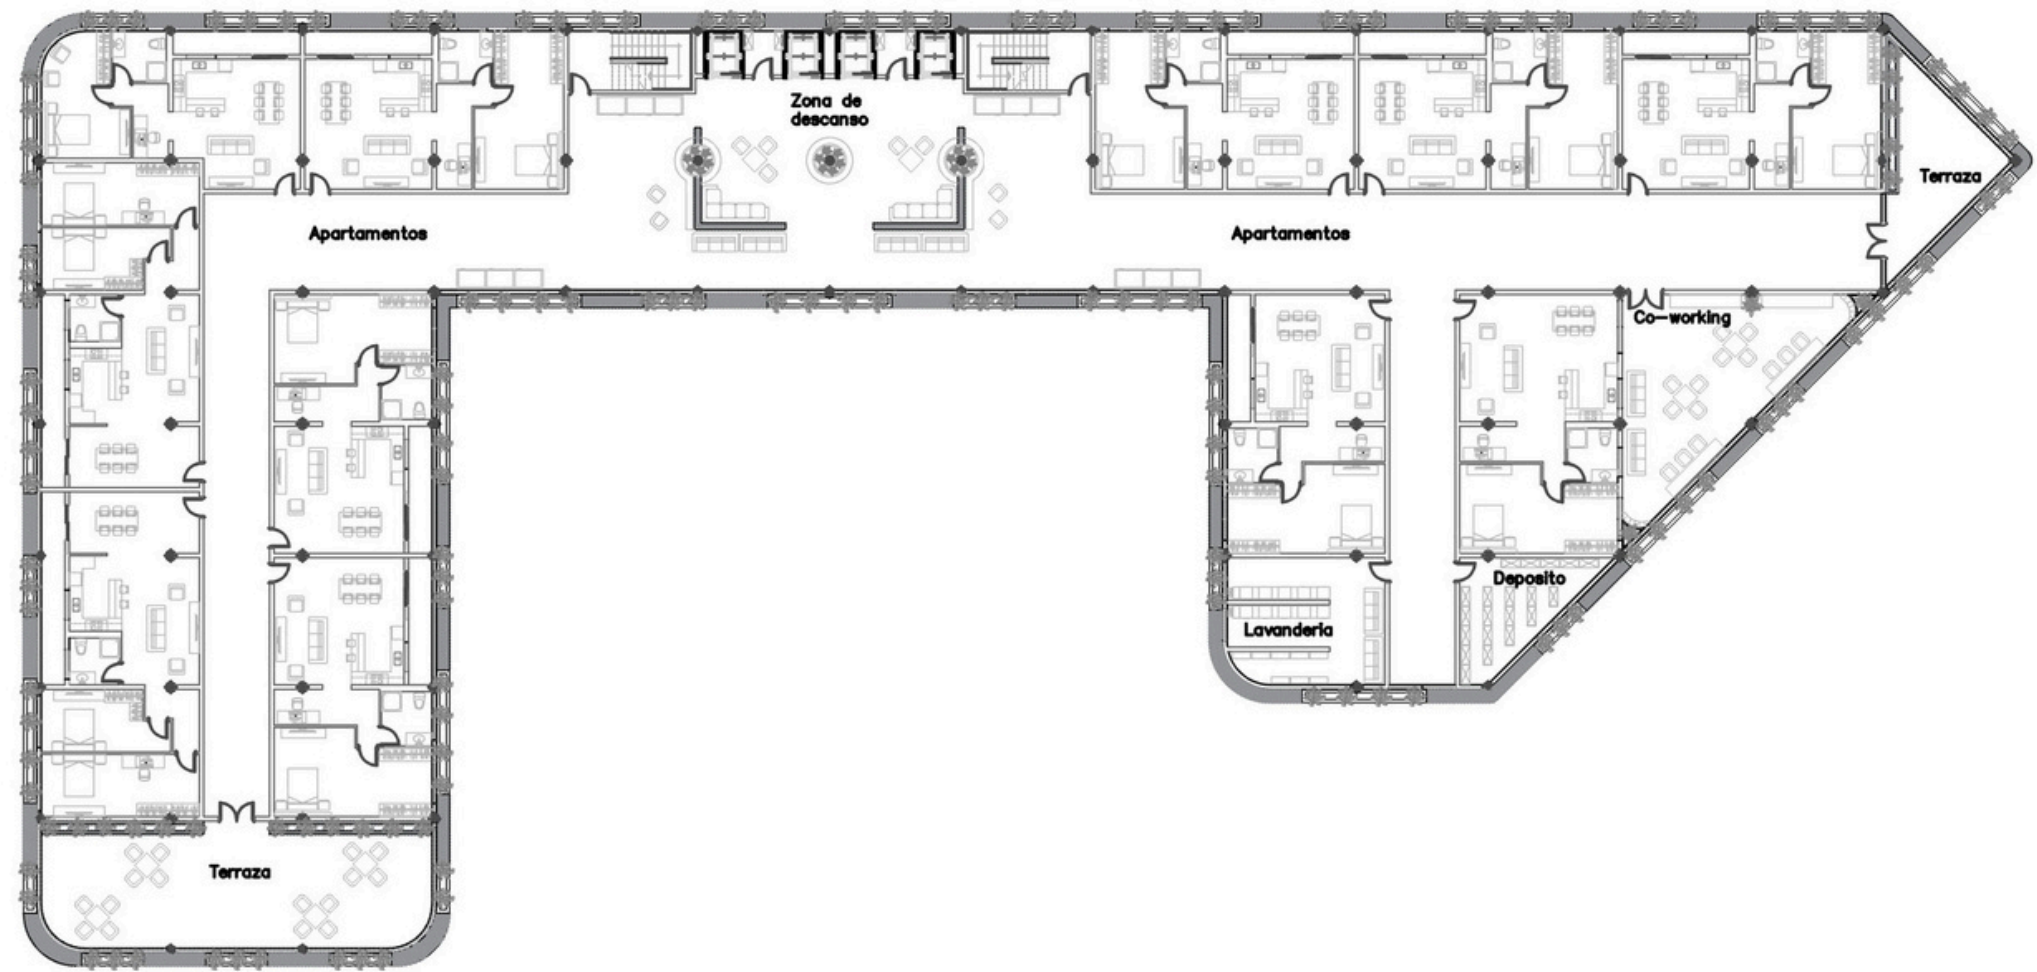 Zona de
descanso
Terraza
Apartamentos
Apartamentos
Co-working
Deposito
Lavanderia
Terraza